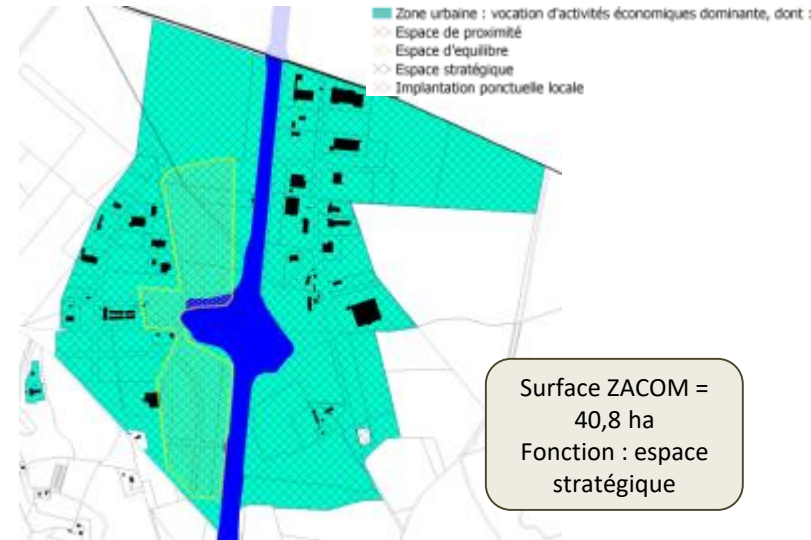 Zone urbaine : vocation d'activités économiques dominante, dont :
Espace de proximité
Espace d'equilibre
Espace stratégique
Implantation ponctuelle locale
Surface ZACOM =
40,8 ha
Fonction : espace
stratégique